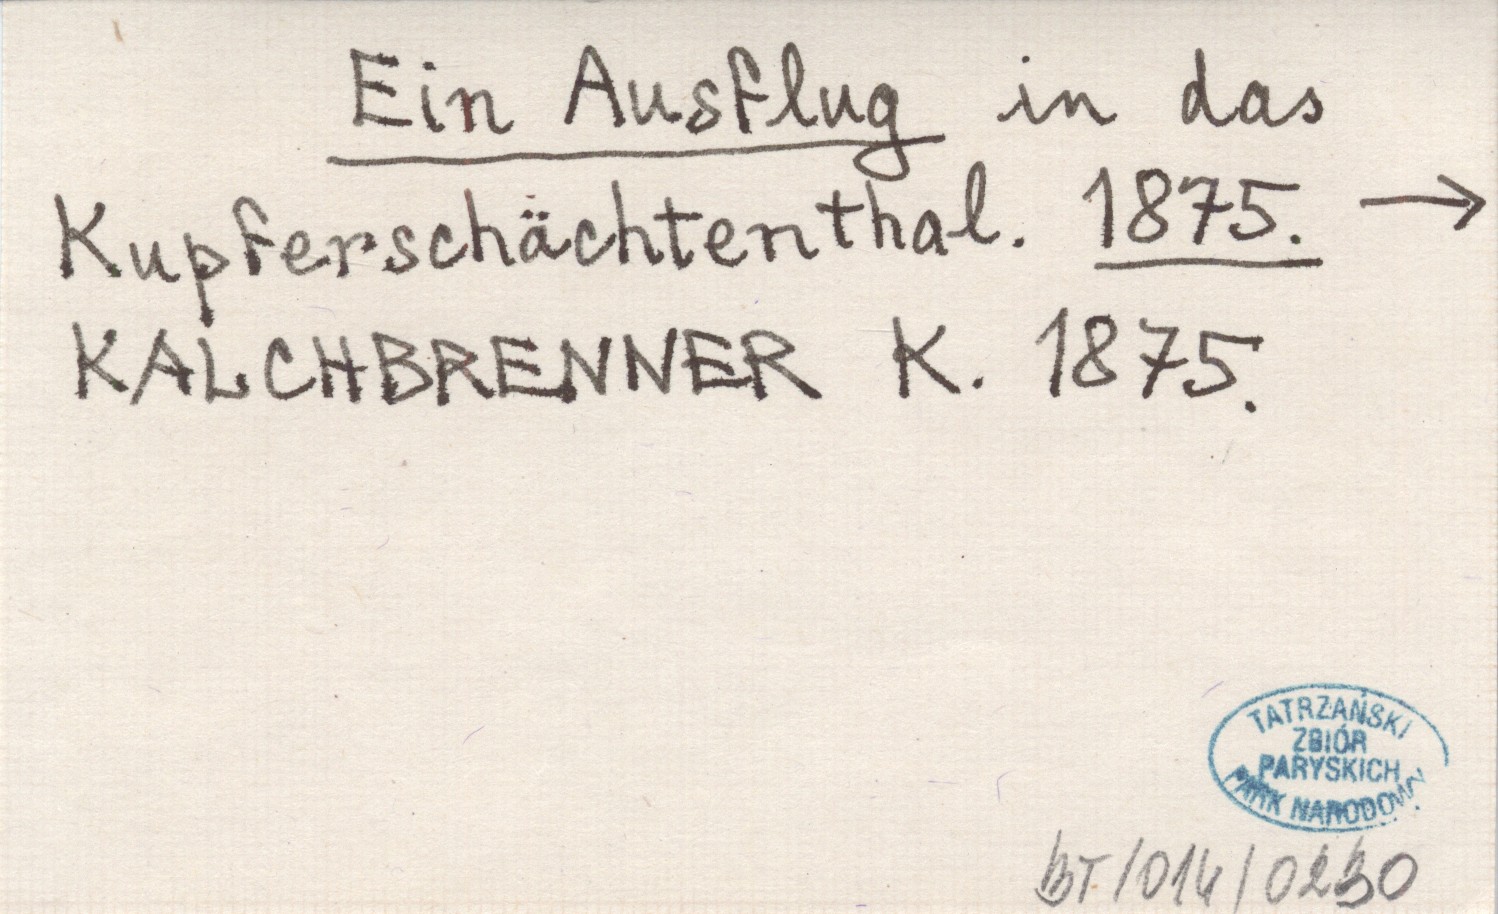 Ein Ausflug in das
Kupferschächtenthal. 1875. →
KALCHBRENNER K. 1875.
TATRZAŃSKI
ZBIÓR
PARYSKICH
PARK NARODOWY
BT/014/0230